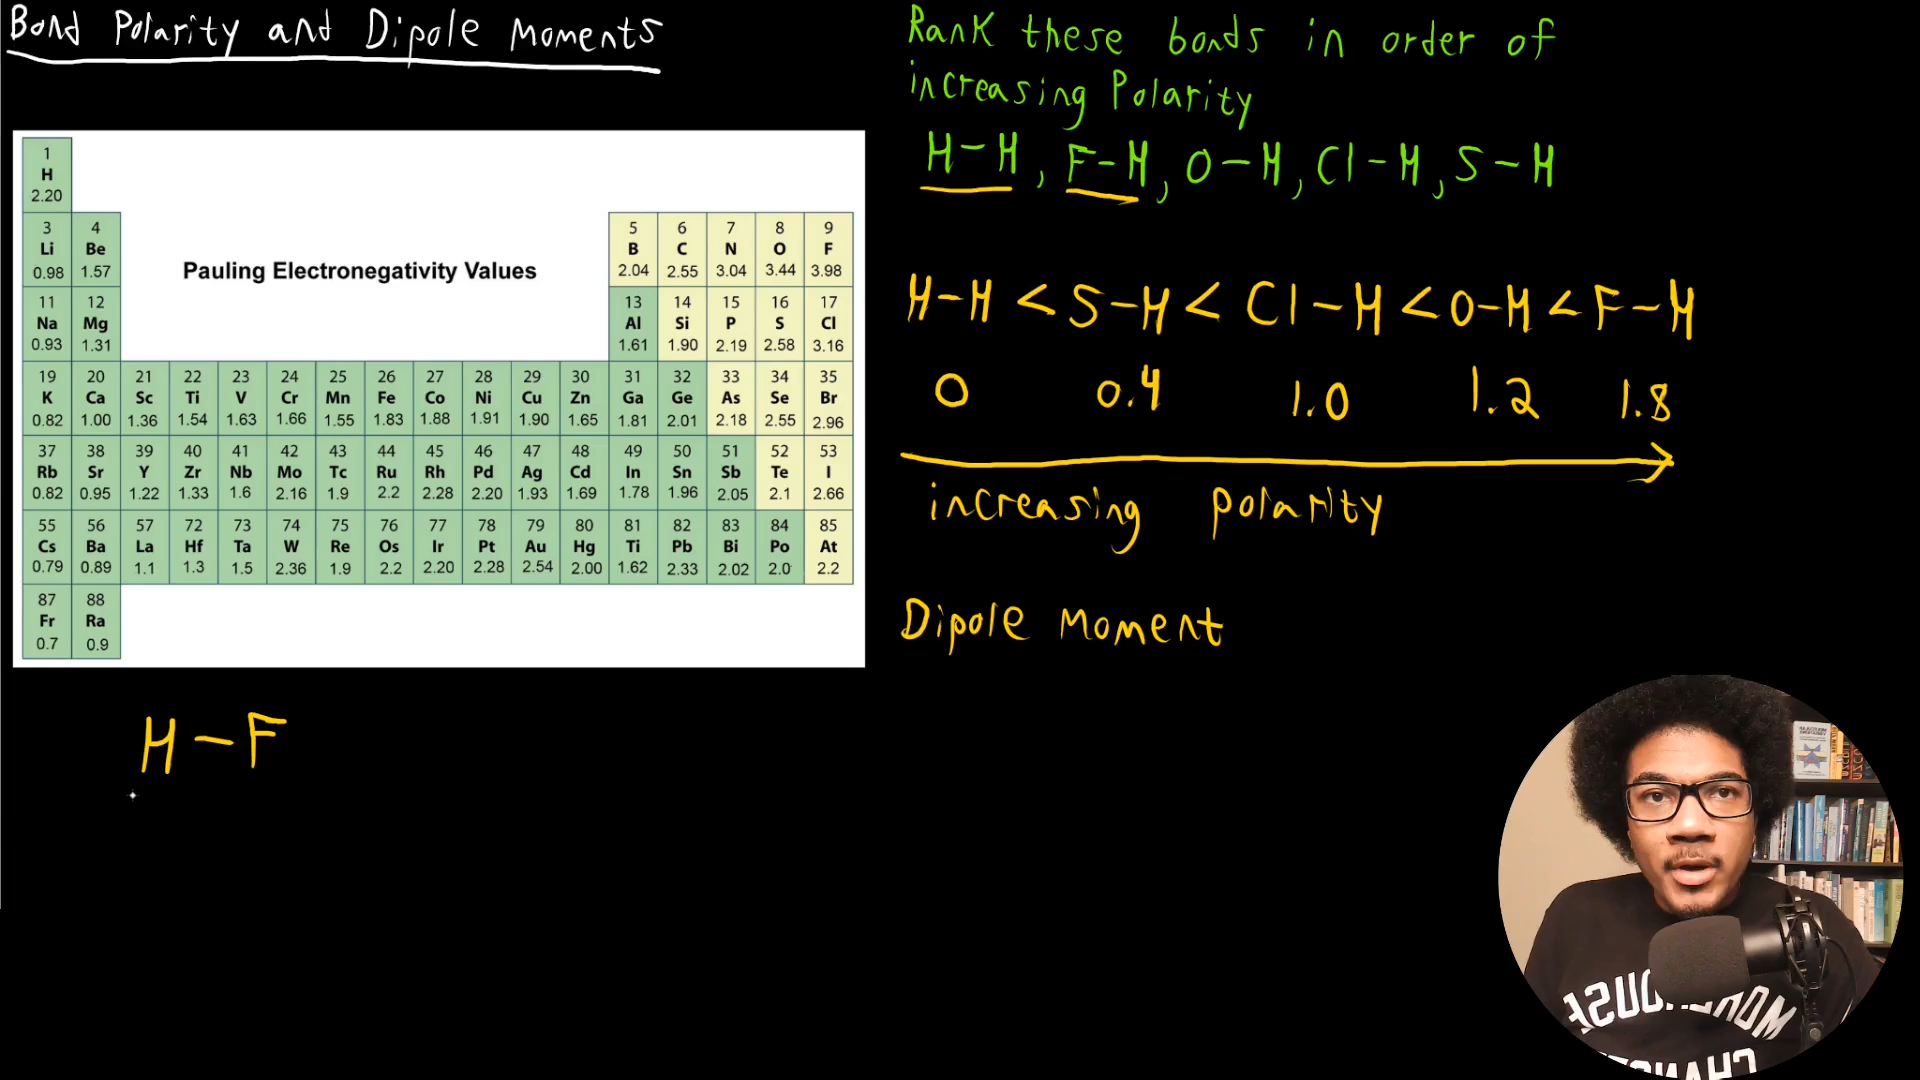 Bond Polarity and Dipole Moments
Rank these bonds in order of
increasing Polarity
H-H, F-H, O-H, Cl-H, S-H
H-H < S-H < Cl-H < O-H < F-H
0 0.4 1.0 1.2 1.8
increasing polarity
Dipole Moment
Pauling Electronegativity Values
1
H
2.20
3 4 5 6 7 8 9
Li Be B C N O F
0.98 1.57 2.04 2.55 3.04 3.44 3.98
11 12 13 14 15 16 17
Na Mg Al Si P S Cl
0.93 1.31 1.61 1.90 2.19 2.58 3.16
19 20 21 22 23 24 25 26 27 28 29 30 31 32 33 34 35
K Ca Sc Ti V Cr Mn Fe Co Ni Cu Zn Ga Ge As Se Br
0.82 1.00 1.36 1.54 1.63 1.66 1.55 1.83 1.88 1.91 1.90 1.65 1.81 2.01 2.18 2.55 2.96
37 38 39 40 41 42 43 44 45 46 47 48 49 50 51 52 53
Rb Sr Y Zr Nb Mo Tc Ru Rh Pd Ag Cd In Sn Sb Te I
0.82 0.95 1.22 1.33 1.6 2.16 1.9 2.2 2.28 2.20 1.93 1.69 1.78 1.96 2.05 2.1 2.66
55 56 57 72 73 74 75 76 77 78 79 80 81 82 83 84 85
Cs Ba La Hf Ta W Re Os Ir Pt Au Hg Ti Pb Bi Po At
0.79 0.89 1.1 1.3 1.5 2.36 1.9 2.2 2.20 2.28 2.54 2.00 1.62 2.33 2.02 2.0 2.2
87 88
Fr Ra
0.7 0.9
H-F